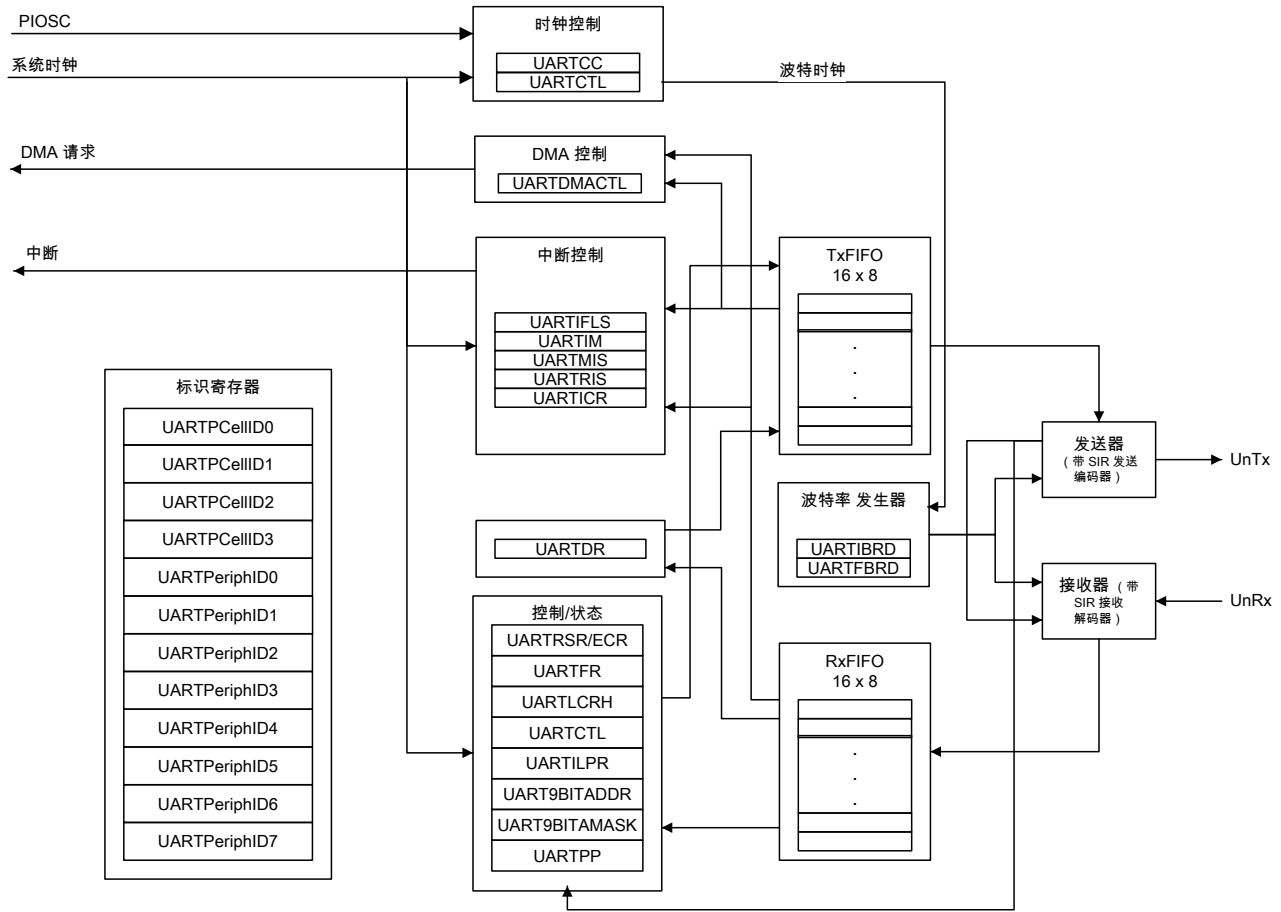 PIOSC
时钟控制
系统时钟
UARTCC
UARTCTL
波特时钟
DMA 请求
DMA 控制
UARTDMACTL
中断
中断控制
UARTIFLS
UARTIM
UARTMIS
UARTRIS
UARTICR
TxFIFO
16 x 8
.
.
.
标识寄存器
UARTPCellID0
UARTPCellID1
UARTPCellID2
UARTPCellID3
UARTPeriphID0
UARTPeriphID1
UARTPeriphID2
UARTPeriphID3
UARTPeriphID4
UARTPeriphID5
UARTPeriphID6
UARTPeriphID7
发送器
（带 SIR 发送
编码器）
UnTx
波特率 发生器
UARTIBRD
UARTFBRD
UARTDR
接收器（带
SIR 接收
解码器）
UnRx
控制/状态
UARTRSR/ECR
UARTFR
UARTLCRH
UARTCTL
UARTILPR
UART9BITADDR
UART9BITAMASK
UARTPP
RxFIFO
16 x 8
.
.
.